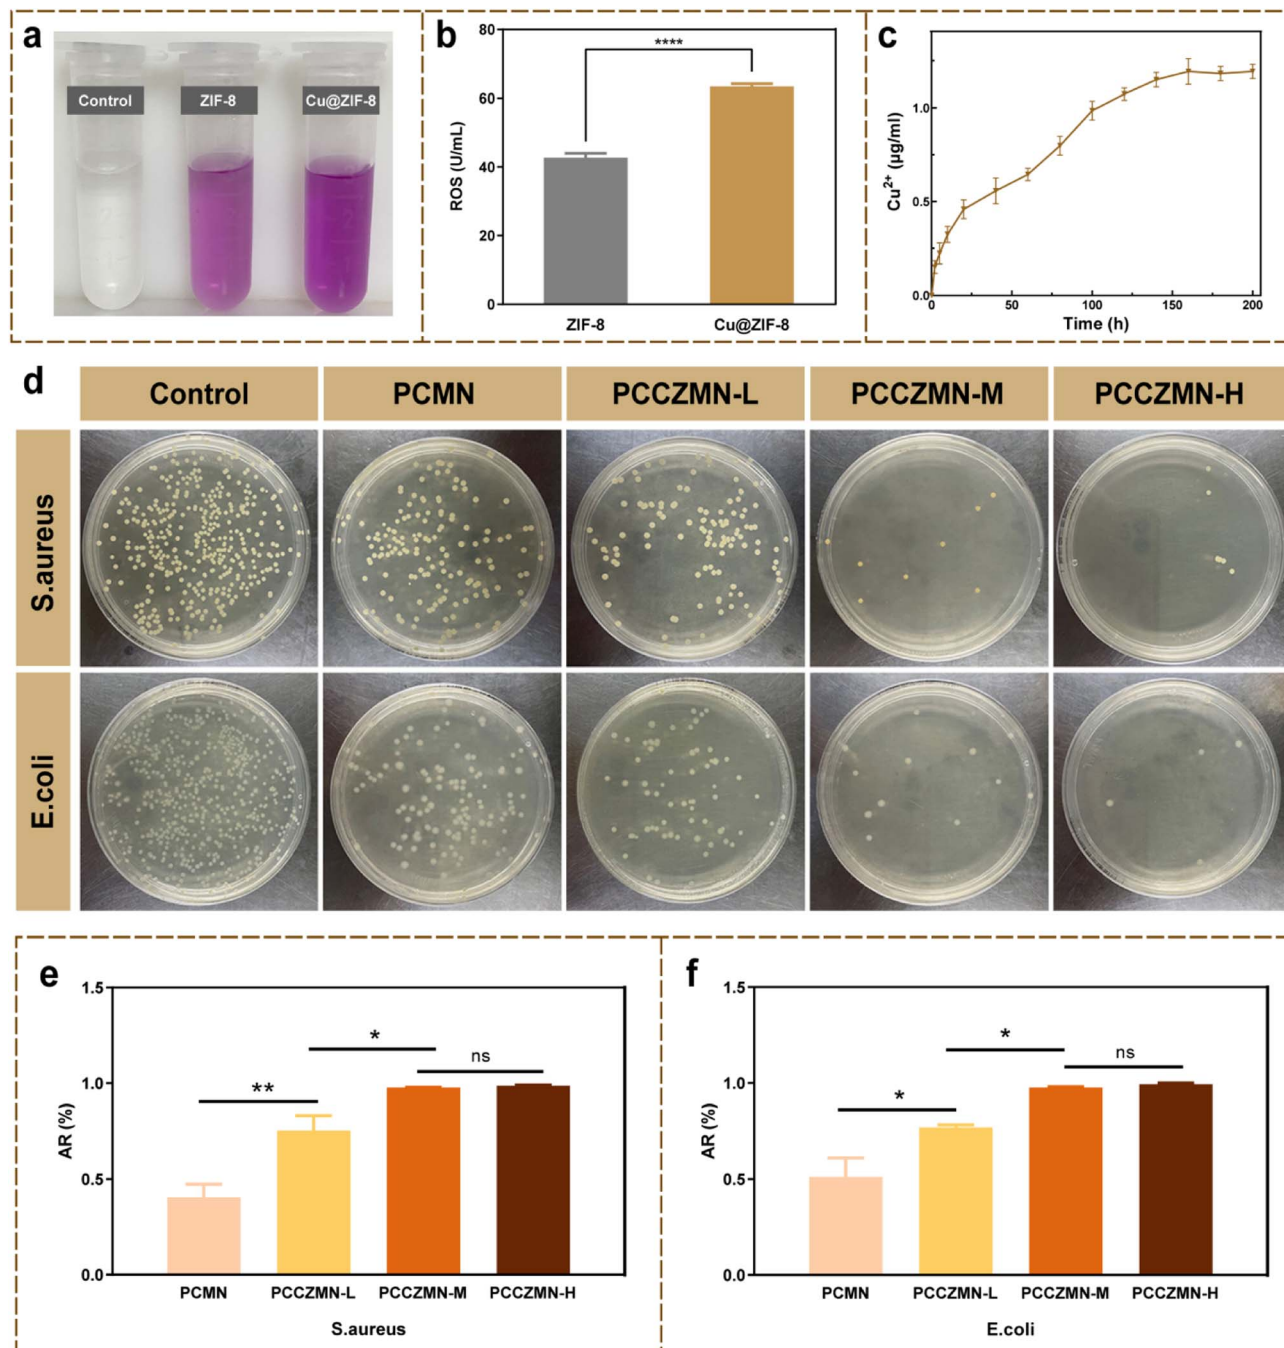 a
Control
ZIF-8
Cu@ZIF-8
b
****
80
60
40
20
0
ROS (U/mL)
ZIF-8
Cu@ZIF-8
c
1.0
0.5
0.0
Cu²⁺ (μg/ml)
0
50
100
150
200
Time (h)
d
Control
PCMN
PCCZMN-L
PCCZMN-M
PCCZMN-H
S.aureus
E.coli
e
1.5
1.0
0.5
0.0
AR (%)
**
*
ns
PCMN
PCCZMN-L
PCCZMN-M
PCCZMN-H
S.aureus
f
1.5
1.0
0.5
0.0
AR (%)
*
*
ns
PCMN
PCCZMN-L
PCCZMN-M
PCCZMN-H
E.coli